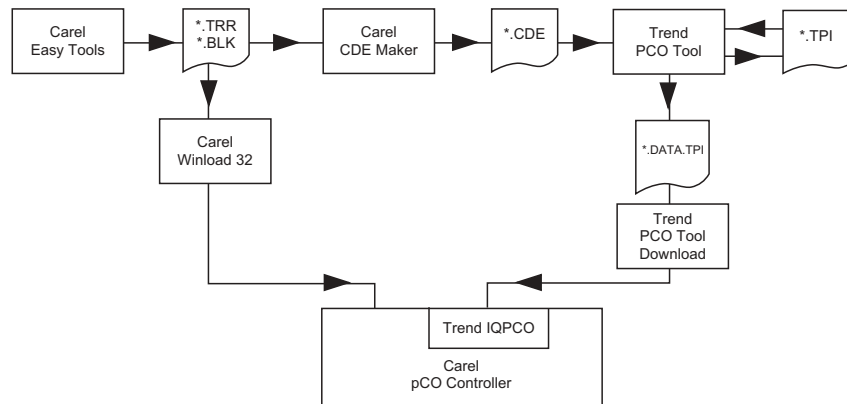 Carel
Easy Tools
*.TRR
*.BLK
Carel
CDE Maker
*.CDE
Trend
PCO Tool
*.TPI
Carel
Winload 32
*.DATA.TPI
Trend
PCO Tool
Download
Trend IQPCO
Carel
pCO Controller